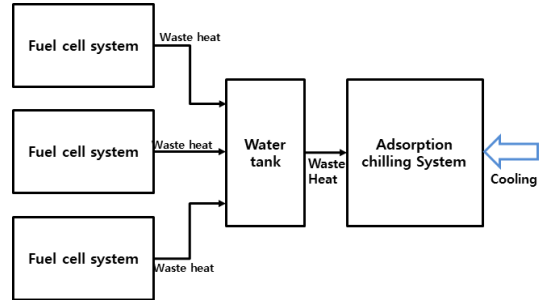 Fuel cell system
Waste heat
Fuel cell system
Waste heat
Water
tank
Waste
Heat
Adsorption
chilling System
Cooling
Fuel cell system
Waste heat